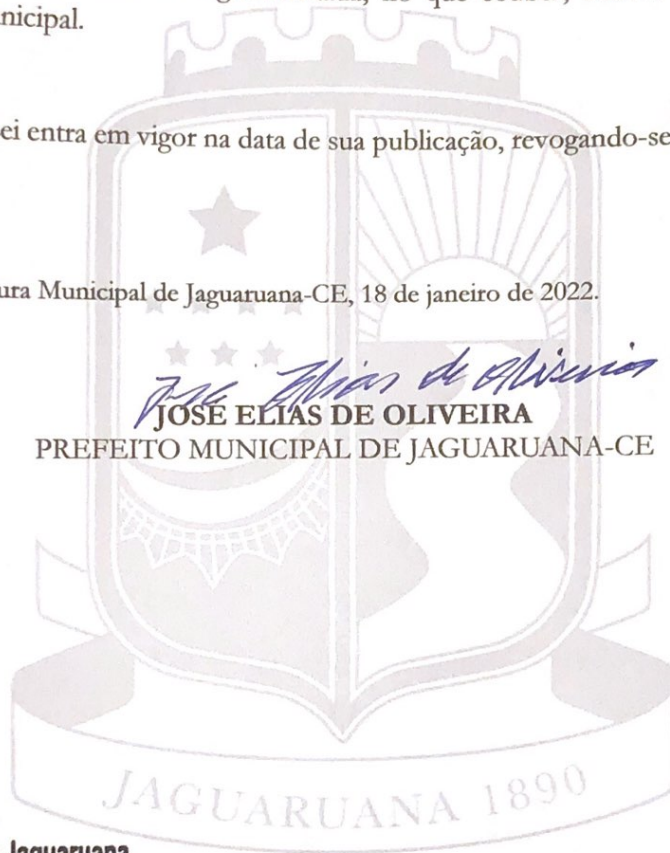 nicipal.
ei entra em vigor na data de sua publicação, revogando-se
ura Municipal de Jaguaruana-CE, 18 de janeiro de 2022.
José Elias de Oliveira
JOSÉ ELIAS DE OLIVEIRA
PREFEITO MUNICIPAL DE JAGUARUANA-CE
JAGUARUANA 1890
Jaguaruana